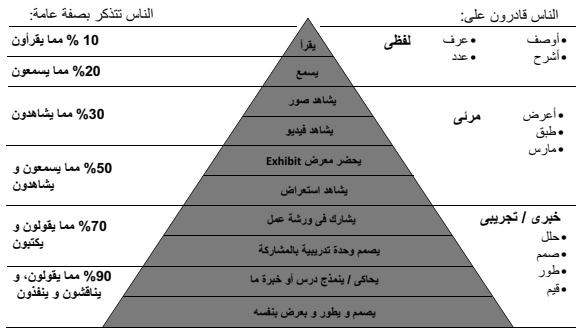 الناس قادرون على:
الناس تتذكر بصفة عامة:
لفظى
•أوصف
•أشرح
•عرف
•عدد
يقرأ
10 % مما يقرأون
يسمع
20% مما يسمعون
مرئى
•أعرض
•طبق
•مارس
يشاهد صور
يشاهد فيديو
30% مما يشاهدون
يحضر معرض Exhibit
يشاهد استعراض
50% مما يسمعون و
يشاهدون
خبرى / تجريبى
•حلل
•صمم
•طور
•قيم
يشارك فى ورشة عمل
يصمم وحدة تدريبية بالمشاركة
70% مما يقولون و
يكتبون
يحاكى / ينمذج درس أو خبرة ما
يصمم و يطور و يعرض بنفسه
90% مما يقولون، و
يناقشون و ينفذون